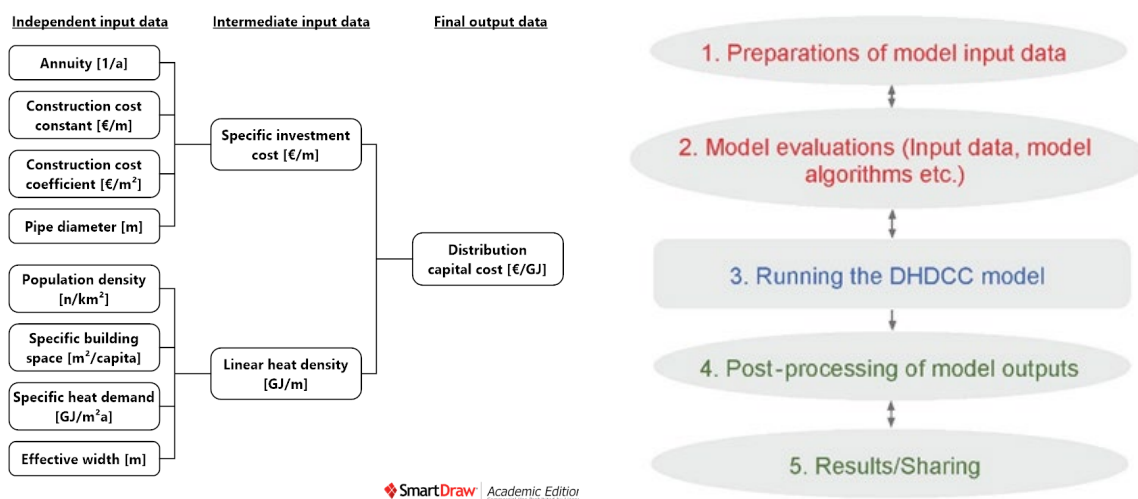 Independent input data
Intermediate input data
Final output data
Annuity [1/a]
Construction cost
constant [€/m]
Construction cost
coefficient [€/m²]
Pipe diameter [m]
Population density
[n/km²]
Specific building
space [m²/capita]
Specific heat demand
[GJ/m²a]
Effective width [m]
Specific investment
cost [€/m]
Linear heat density
[GJ/m]
Distribution
capital cost [€/GJ]
SmartDraw Academic Edition
1. Preparations of model input data
2. Model evaluations (Input data, model
algorithms etc.)
3. Running the DHDCC model
4. Post-processing of model outputs
5. Results/Sharing